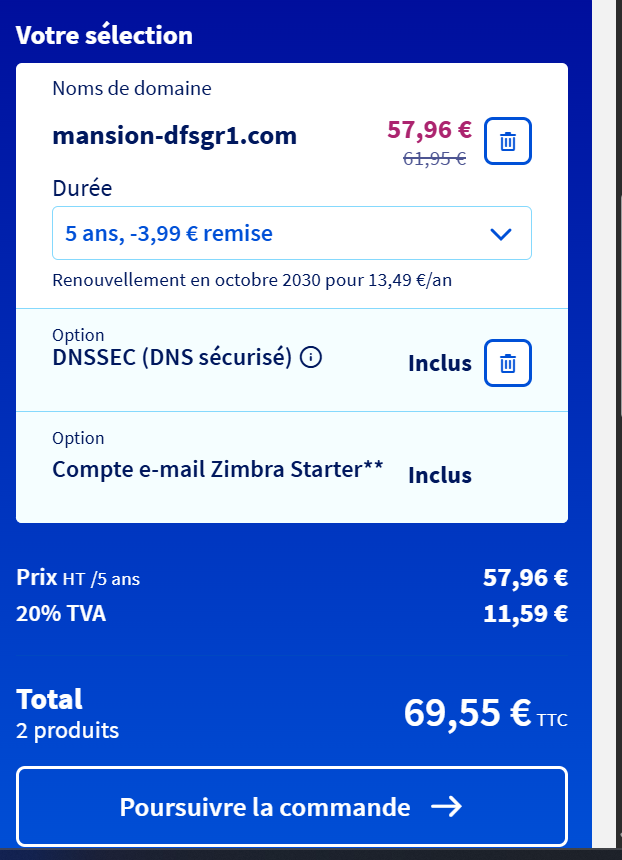 Votre sélection
Noms de domaine
mansion-dfsgr1.com
57,96 €
61,95 €
Durée
5 ans, -3,99 € remise
Renouvellement en octobre 2030 pour 13,49 €/an
Option
DNSSEC (DNS sécurisé)
Inclus
Option
Compte e-mail Zimbra Starter**
Inclus
Prix HT /5 ans 57,96 €
20% TVA 11,59 €
Total
2 produits
69,55 € TTC
Poursuivre la commande →